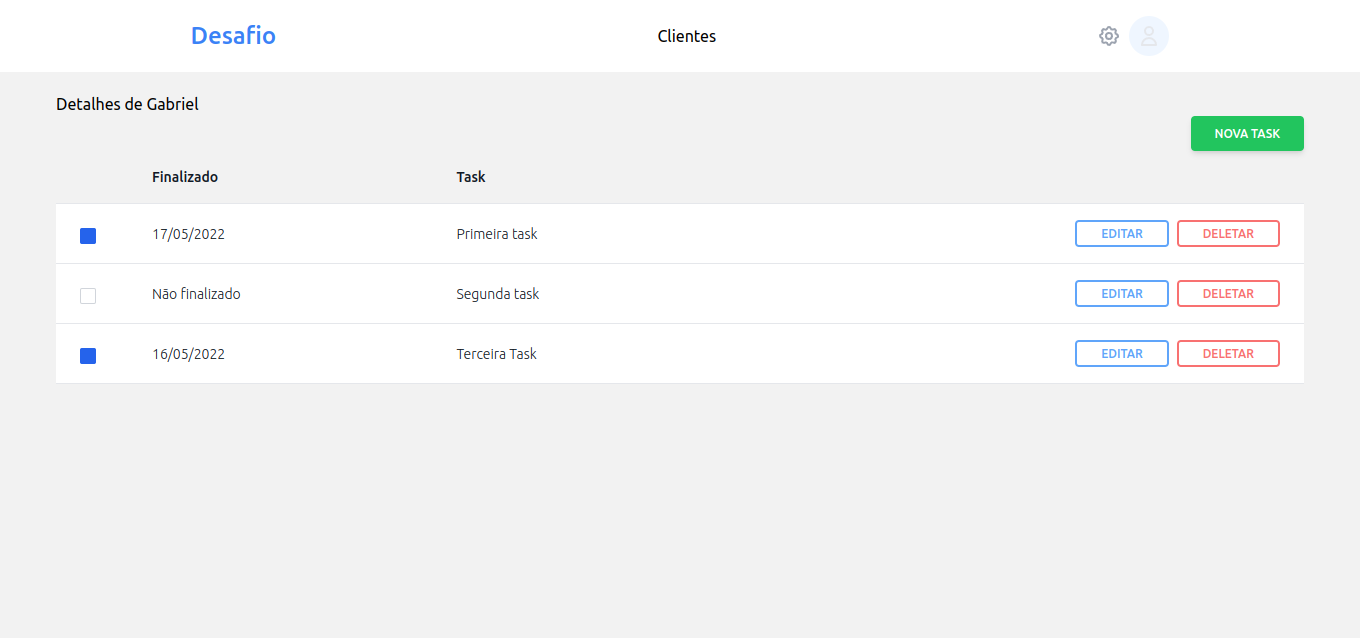 Desafio Clientes
Detalhes de Gabriel
NOVA TASK
Finalizado Task
17/05/2022 Primeira task EDITAR DELETAR
Não finalizado Segunda task EDITAR DELETAR
16/05/2022 Terceira Task EDITAR DELETAR